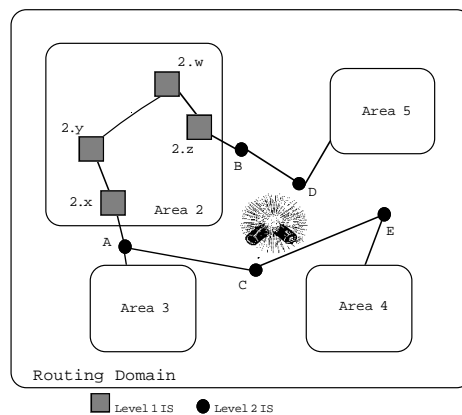 2.w
Area 5
2.y
2.z
B
D
2.x
Area 2
A
E
C
Area 3
Area 4
Routing Domain
Level 1 IS
Level 2 IS